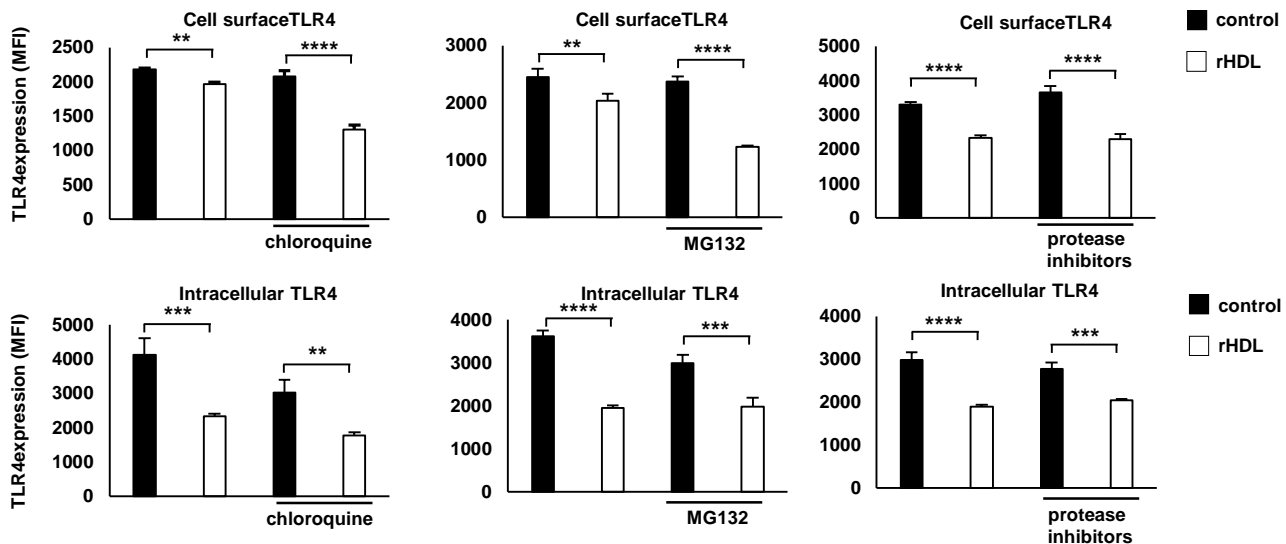 Cell surfaceTLR4
Cell surfaceTLR4
Cell surfaceTLR4
control
rHDL
TLR4expression (MFI)
2500
2000
1500
1000
500
0
**
****
chloroquine
3000
2000
1000
0
**
****
MG132
5000
4000
3000
2000
1000
0
****
****
protease
inhibitors
Intracellular TLR4
Intracellular TLR4
Intracellular TLR4
control
rHDL
TLR4expression (MFI)
5000
4000
3000
2000
1000
0
***
**
chloroquine
4000
3000
2000
1000
0
****
***
MG132
4000
3000
2000
1000
0
****
***
protease
inhibitors